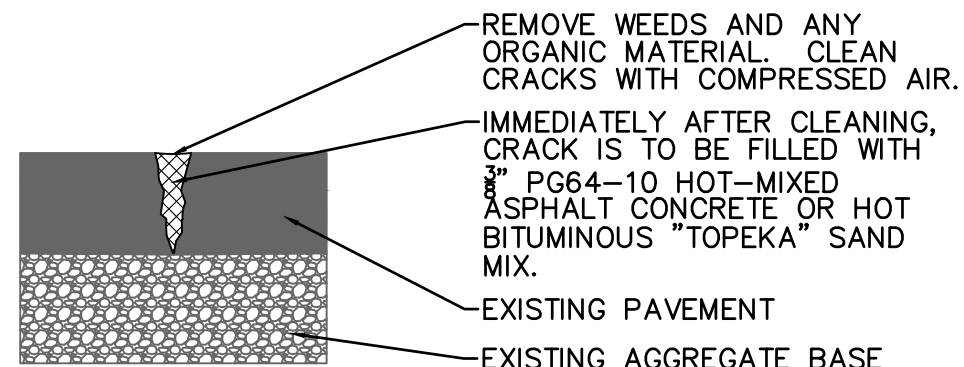 REMOVE WEEDS AND ANY
ORGANIC MATERIAL. CLEAN
CRACKS WITH COMPRESSED AIR.
IMMEDIATELY AFTER CLEANING,
CRACK IS TO BE FILLED WITH
3/8" PG64-10 HOT-MIXED
ASPHALT CONCRETE OR HOT
BITUMINOUS "TOPEKA" SAND
MIX.
EXISTING PAVEMENT
EXISTING AGGREGATE BASE